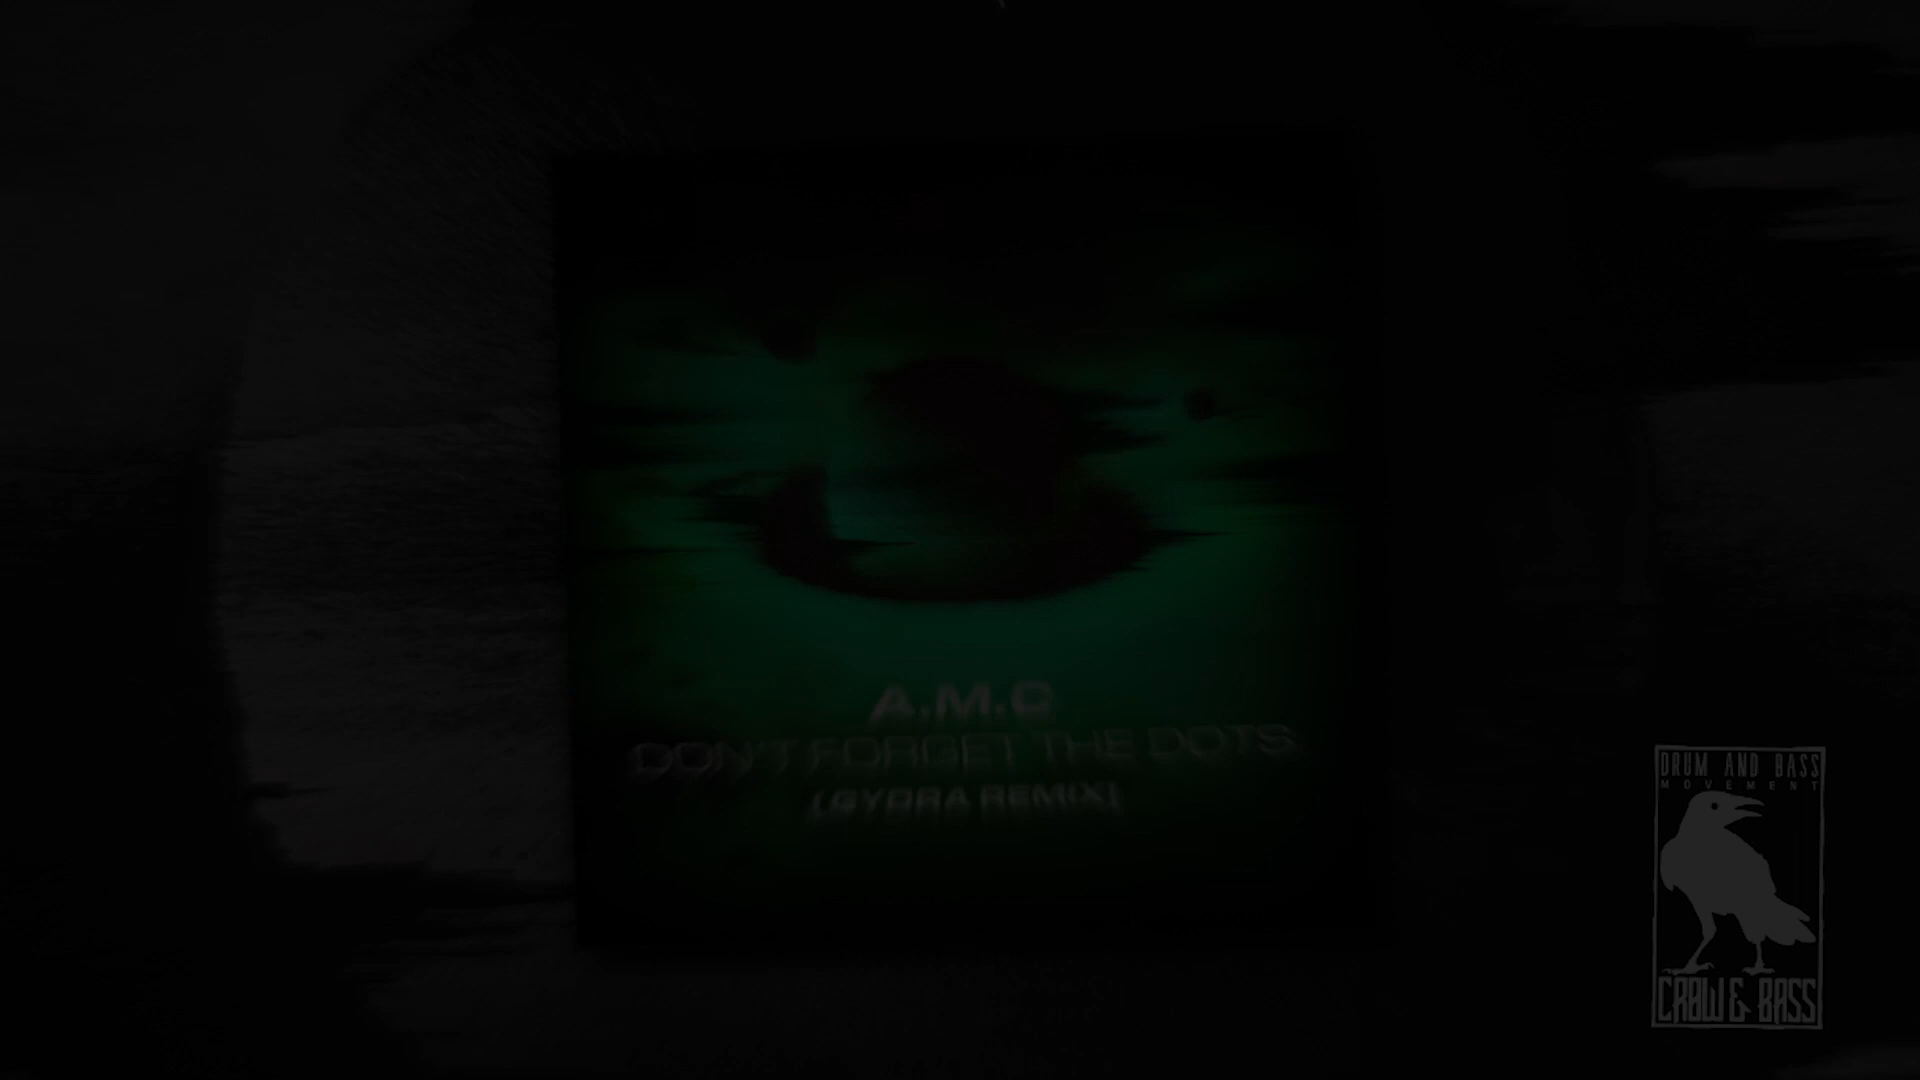 A.M.C
DON'T FORGET THE DOTS
(GYDRA REMIX)
DRUM AND BASS
MOVEMENT
CROW & BASS